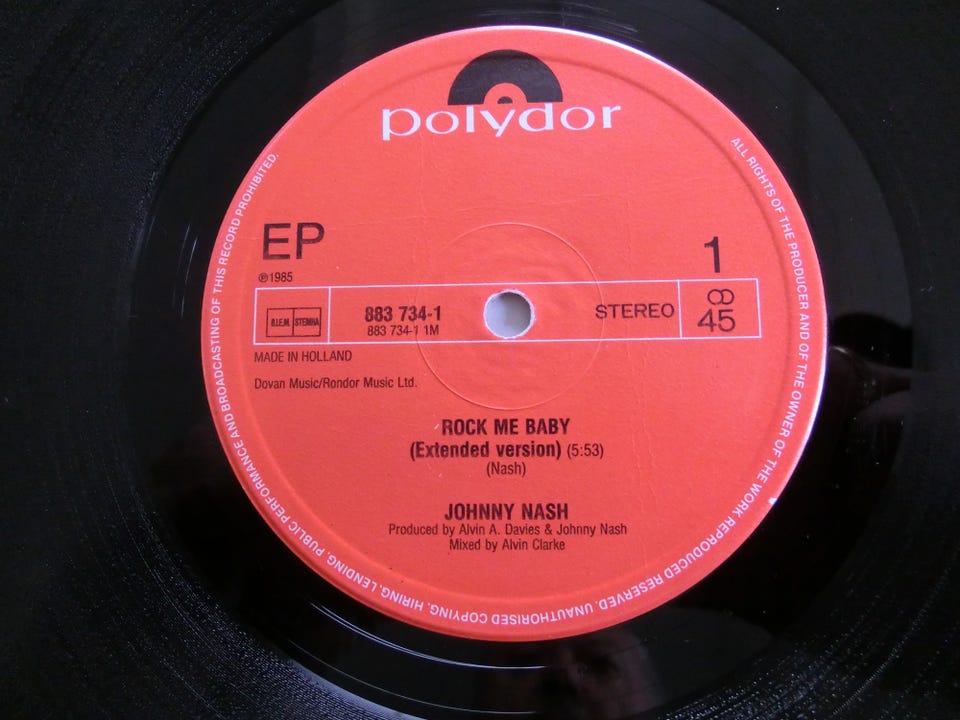 polydor
EP
1
℗1985
B.I.E.M. STEMRA
883 734-1
883 734-1 1M
STEREO
∞
45
MADE IN HOLLAND
Dovan Music/Rondor Music Ltd.
ROCK ME BABY
(Extended version) (5:53)
(Nash)
JOHNNY NASH
Produced by Alvin A. Davies & Johnny Nash
Mixed by Alvin Clarke
ALL RIGHTS OF THE PRODUCER AND OF THE OWNER OF THE WORK REPRODUCED RESERVED. UNAUTHORISED COPYING, HIRING, LENDING, PUBLIC PERFORMANCE AND BROADCASTING OF THIS RECORD PROHIBITED.